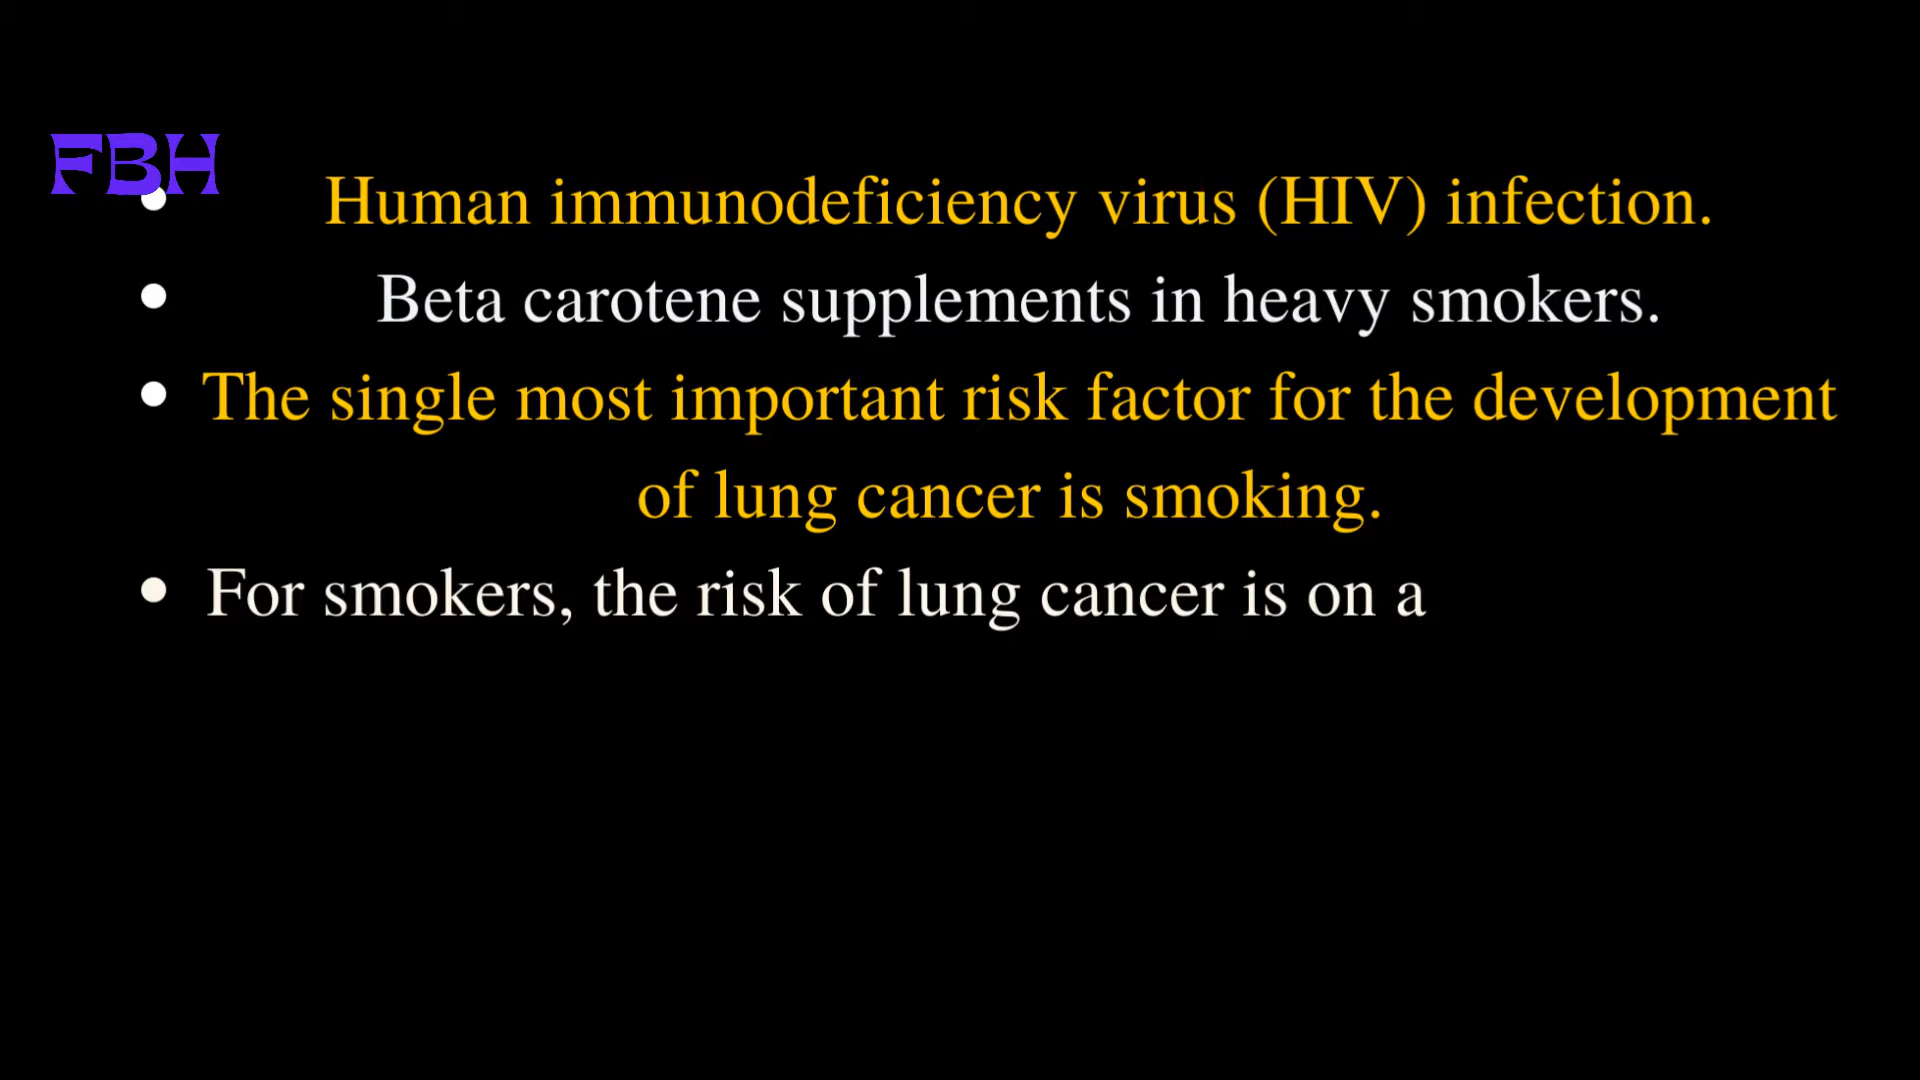 FBH
• Human immunodeficiency virus (HIV) infection.
• Beta carotene supplements in heavy smokers.
• The single most important risk factor for the development
of lung cancer is smoking.
• For smokers, the risk of lung cancer is on a